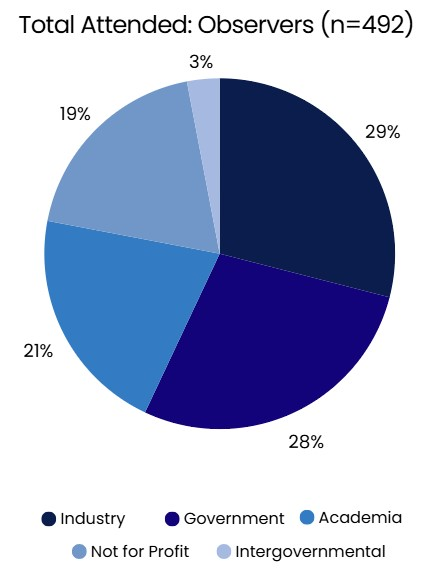 Total Attended: Observers (n=492)
3%
19%
29%
21%
28%
Industry
Government
Academia
Not for Profit
Intergovernmental